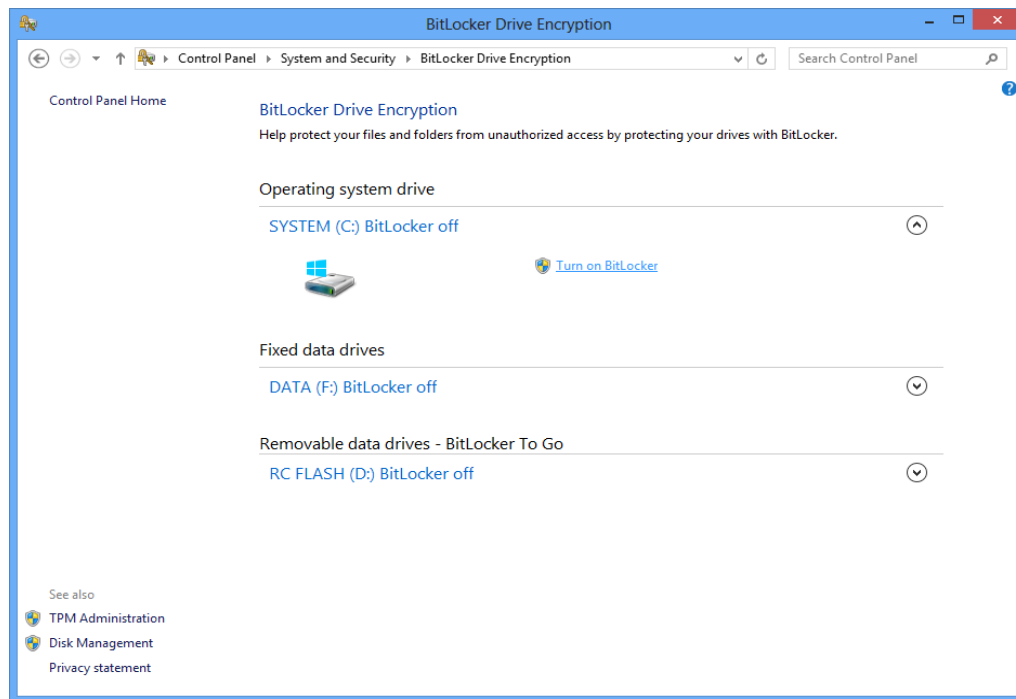 BitLocker Drive Encryption
Control Panel System and Security BitLocker Drive Encryption Search Control Panel
Control Panel Home
BitLocker Drive Encryption
Help protect your files and folders from unauthorized access by protecting your drives with BitLocker.
Operating system drive
SYSTEM (C:) BitLocker off
Turn on BitLocker
Fixed data drives
DATA (F:) BitLocker off
Removable data drives - BitLocker To Go
RC FLASH (D:) BitLocker off
See also
TPM Administration
Disk Management
Privacy statement